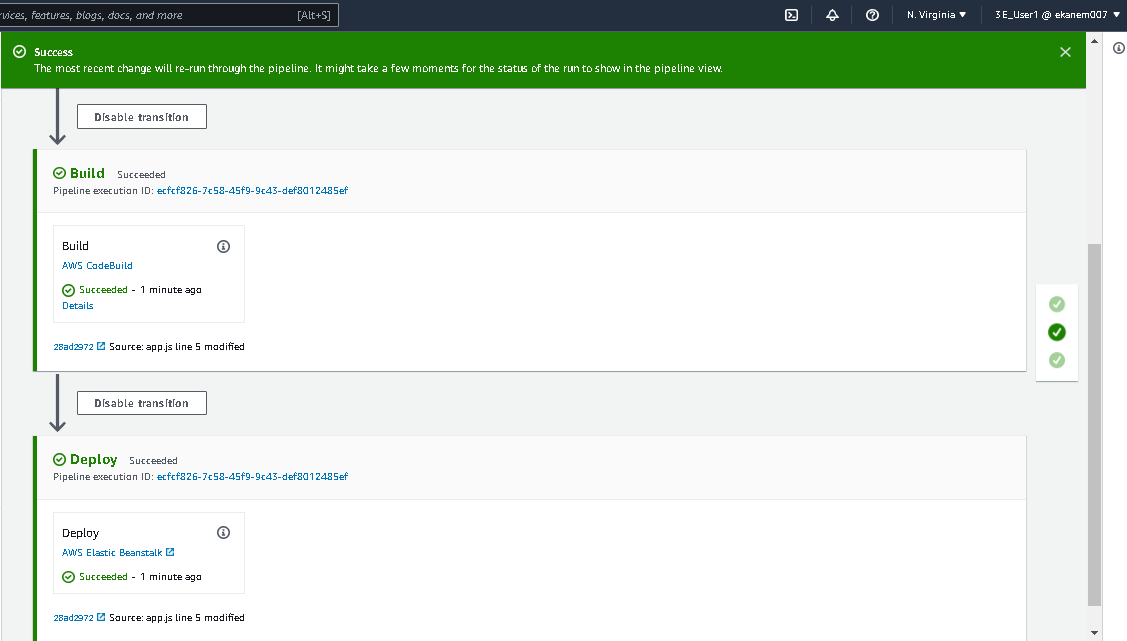 rvices, features, blogs, docs, and more [Alt+S] N. Virginia 3E_User1 @ ekanem007
Success
The most recent change will re-run through the pipeline. It might take a few moments for the status of the run to show in the pipeline view.
Disable transition
Build Succeeded
Pipeline execution ID: ecfcf826-7c58-45f9-9c43-def8012485ef
Build
AWS CodeBuild
Succeeded - 1 minute ago
Details
28ad2972 Source: app.js line 5 modified
Disable transition
Deploy Succeeded
Pipeline execution ID: ecfcf826-7c58-45f9-9c43-def8012485ef
Deploy
AWS Elastic Beanstalk
Succeeded - 1 minute ago
28ad2972 Source: app.js line 5 modified